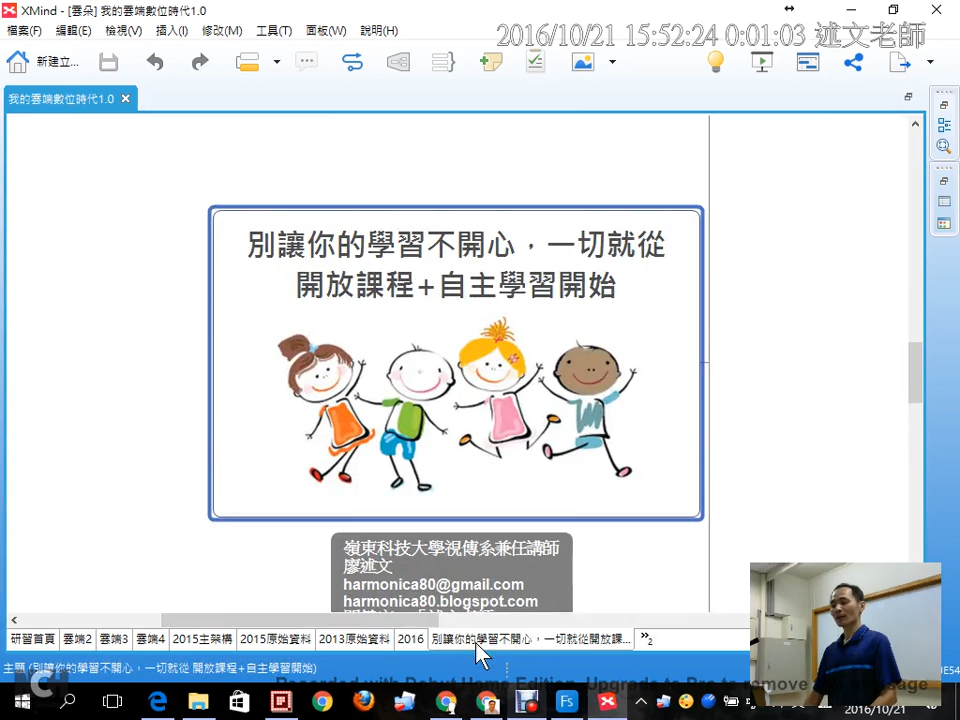 XMind - [雲朵] 我的雲端數位時代1.0
檔案(F) 編輯(E) 檢視(V) 插入(I) 修改(M) 工具(T) 面板(W) 說明(H)
2016/10/21 15:52:24 0:01:03 述文老師
新建立...
我的雲端數位時代1.0
別讓你的學習不開心，一切就從
開放課程+自主學習開始
嶺東科技大學視傳系兼任講師
廖述文
harmonica80@gmail.com
harmonica80.blogspot.com
研習首頁 雲端2 雲端3 雲端4 2015主架構 2015原始資料 2013原始資料 2016 別讓你的學習不開心，一切就從開放課... »2
主題 (別讓你的學習不開心，一切就從 開放課程+自主學習開始)
Recorded with Debut Home Edition. Upgrade to Pro to remove
2016/10/21